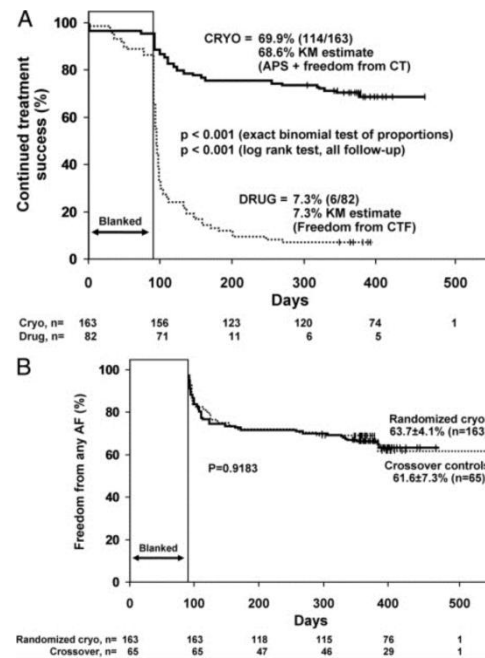 A
100
80
60
40
20
0
Continued treatment
success (%)
CRYO = 69.9% (114/163)
68.6% KM estimate
(APS + freedom from CT)
p < 0.001 (exact binomial test of proportions)
p < 0.001 (log rank test, all follow-up)
DRUG = 7.3% (6/82)
7.3% KM estimate
(Freedom from CTF)
Blanked
0 100 200 300 400 500
Days
Cryo, n= 163 156 123 120 74 1
Drug, n= 82 71 11 6 5
B
100
80
60
40
20
0
Freedom from any AF (%)
Randomized cryo
63.7±4.1% (n=163
Crossover controls
61.6±7.3% (n=65)
P=0.9183
Blanked
0 100 200 300 400 500
Days
Randomized cryo, n= 163 163 118 115 76 1
Crossover, n= 65 65 47 46 29 1